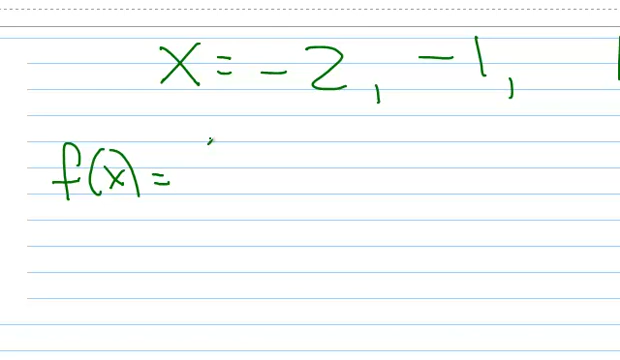 x = -2, -1,
f(x) =